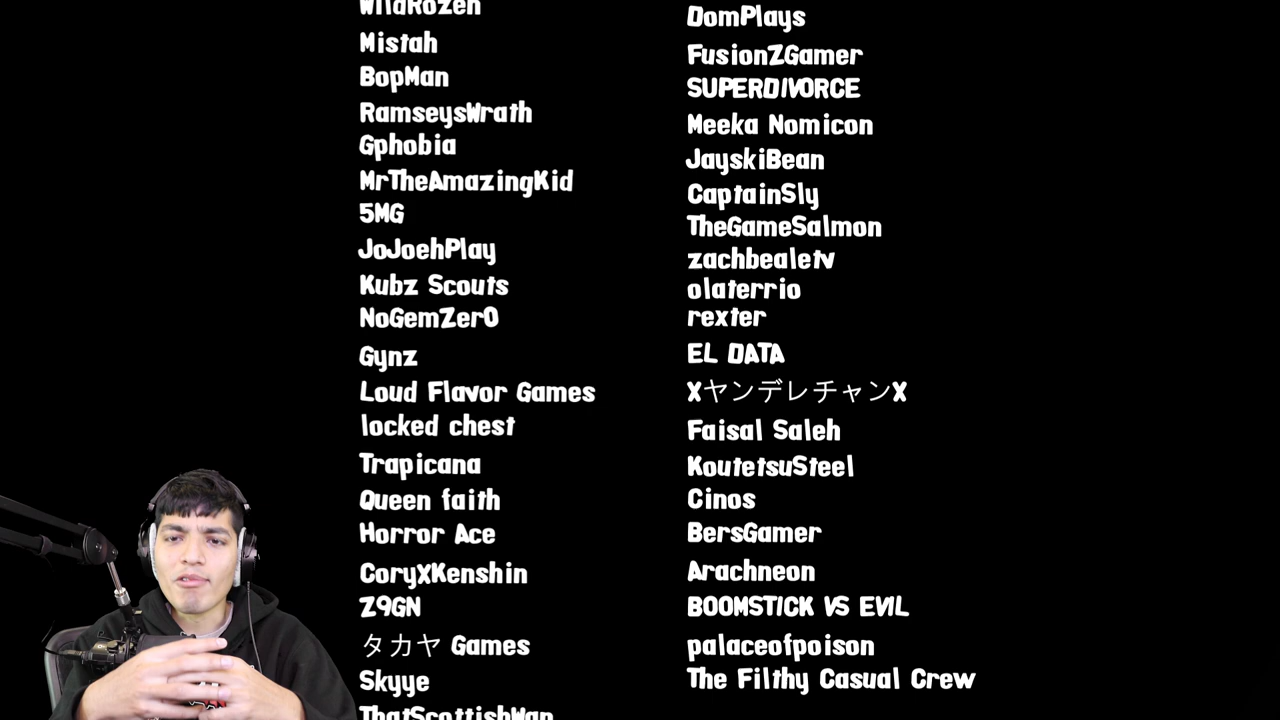 WildRozen
Mistah
BopMan
RamseysWrath
Gphobia
MrTheAmazingKid
5MG
JoJoehPlay
Kubz Scouts
NoGemZer0
Gynz
Loud Flavor Games
locked chest
Trapicana
Queen faith
Horror Ace
CoryXKenshin
Z9GN
タカヤ Games
Skyye
ThatScottishMan
DomPlays
FusionZGamer
SUPERDIVORCE
Meeka Nomicon
JayskiBean
CaptainSly
TheGameSalmon
zachbealetv
olaterrio
rexter
EL DATA
XヤンデレチャンX
Faisal Saleh
KoutetsuSteel
Cinos
BersGamer
Arachneon
BOOMSTICK VS EVIL
palaceofpoison
The Filthy Casual Crew